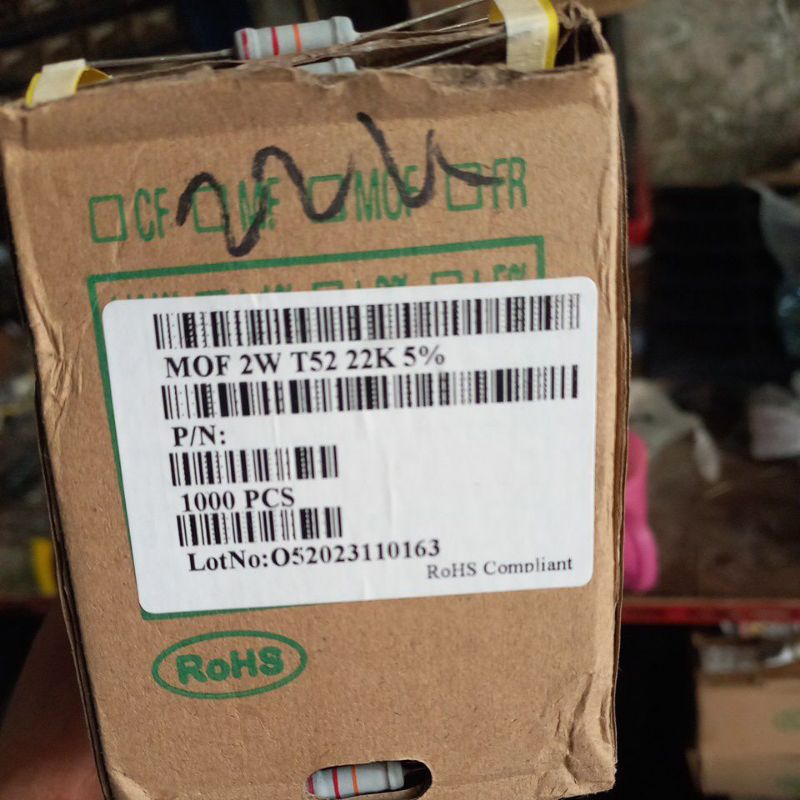 CF MF MOF FR
MOF 2W T52 22K 5%
P/N:
1000 PCS
LotNo:O52023110163
RoHS Compliant
RoHS